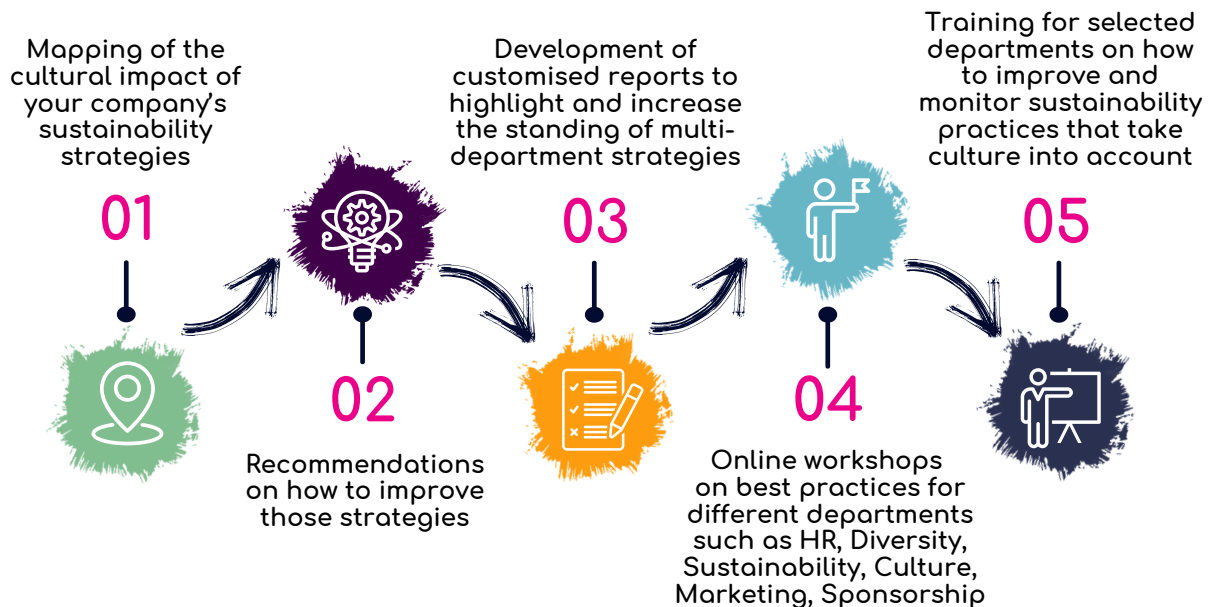 Mapping of the
cultural impact of
your company's
sustainability
strategies
01
02
Recommendations
on how to improve
those strategies
Development of
customised reports to
highlight and increase
the standing of multi-
department strategies
03
04
Online workshops
on best practices for
different departments
such as HR, Diversity,
Sustainability, Culture,
Marketing, Sponsorship
Training for selected
departments on how
to improve and
monitor sustainability
practices that take
culture into account
05